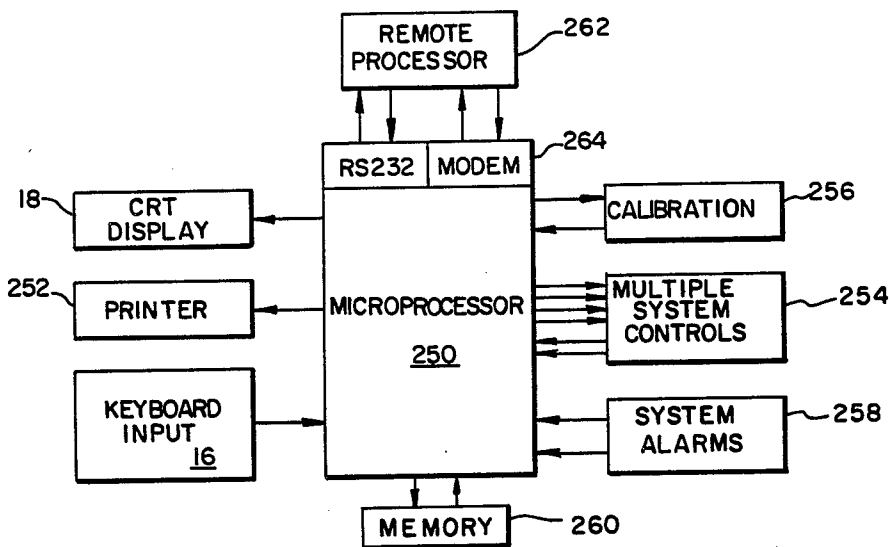 REMOTE
PROCESSOR
262
RS232
MODEM
264
18
CRT
DISPLAY
CALIBRATION
256
252
PRINTER
MICROPROCESSOR
250
MULTIPLE
SYSTEM
CONTROLS
254
KEYBOARD
INPUT
16
SYSTEM
ALARMS
258
MEMORY
260